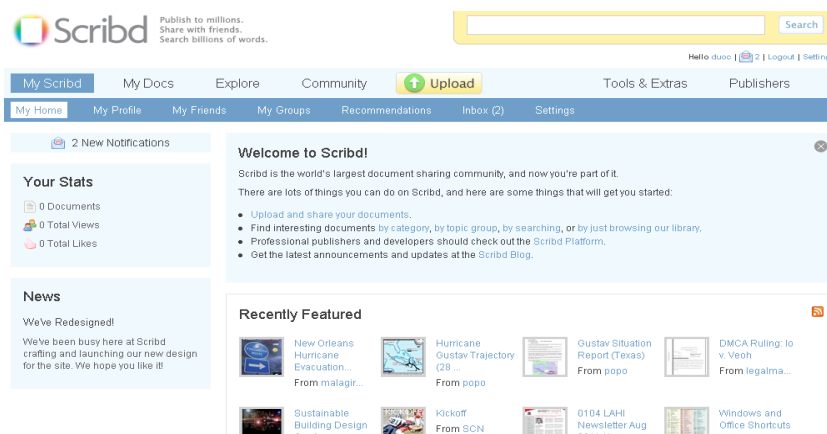 Scribd
Publish to millions.
Share with friends.
Search billions of words.
Search
Hello duoc | 2 | Logout |
My Scribd My Docs Explore Community Upload Tools & Extras Publishers
My Home My Profile My Friends My Groups Recommendations Inbox (2) Settings
2 New Notifications
Your Stats
0 Documents
0 Total Views
0 Total Likes
News
We've Redesigned!
We've been busy here at Scribd
crafting and launching our new design
for the site. We hope you like it!
Welcome to Scribd!
Scribd is the world's largest document sharing community, and now you're part of it.
There are lots of things you can do on Scribd, and here are some things that will get you started:
Upload and share your documents.
Find interesting documents by category, by topic group, by searching, or by just browsing our library.
Professional publishers and developers should check out the Scribd Platform.
Get the latest announcements and updates at the Scribd Blog.
Recently Featured
New Orleans
Hurricane
Evacuation...
From malagir...
Hurricane
Gustav Trajectory
(28 ...
From popo
Gustav Situation
Report (Texas)
From popo
DMCA Ruling: Io
v. Veoh
From legalma...
Sustainable
Building Design
Kickoff
From SCN
0104 LAHI
Newsletter Aug
Windows and
Office Shortcuts